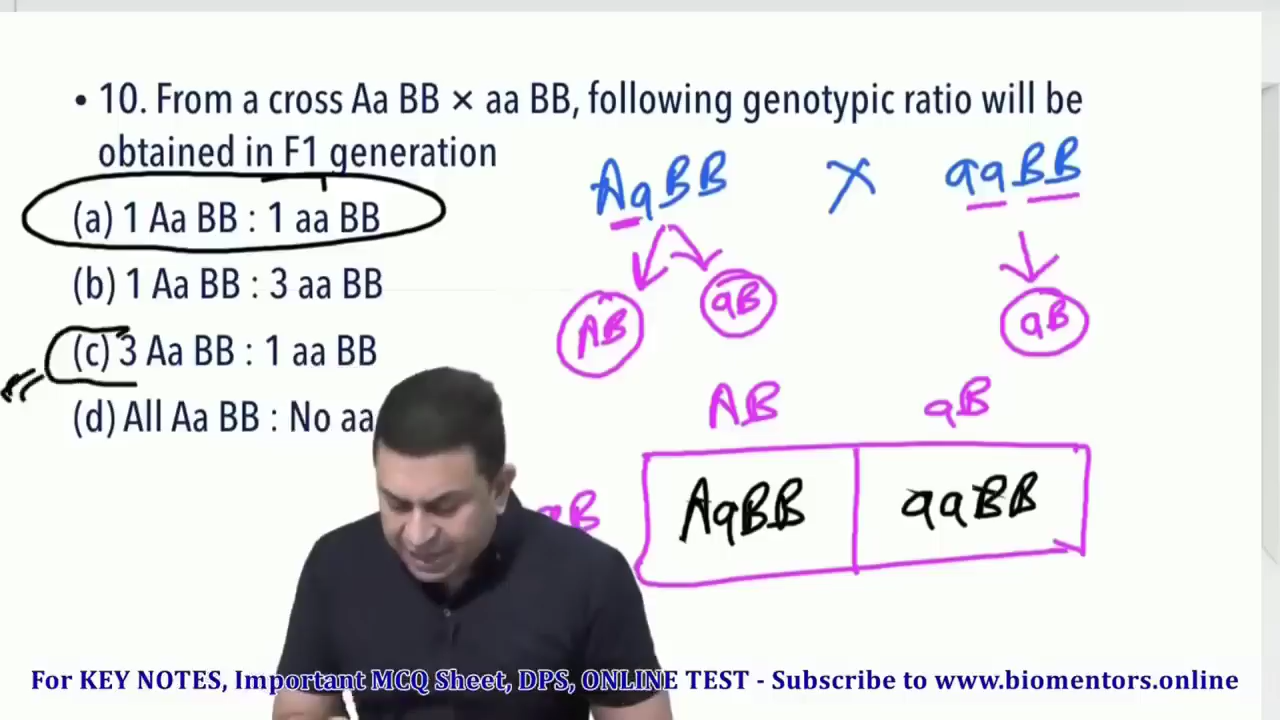 • 10. From a cross Aa BB × aa BB, following genotypic ratio will be
obtained in F1 generation
(a) 1 Aa BB : 1 aa BB
(b) 1 Aa BB : 3 aa BB
(c) 3 Aa BB : 1 aa BB
(d) All Aa BB : No aa
AaBB X aaBB
AB aB aB
AB aB
aB AaBB aaBB
For KEY NOTES, Important MCQ Sheet, DPS, ONLINE TEST - Subscribe to www.biomentors.online